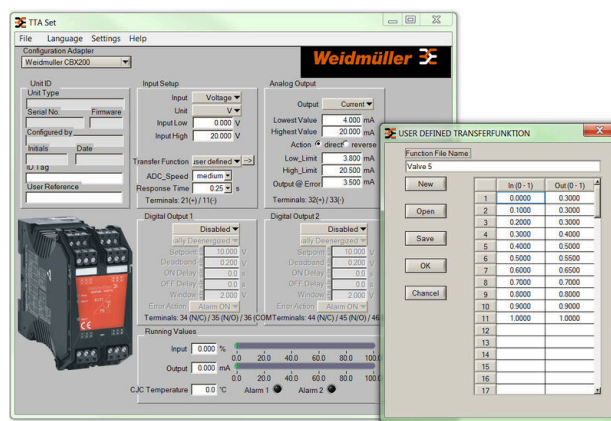 TTA Set
File Language Settings Help
Configuration Adapter
Weidmuller CBX200
Weidmüller
Unit ID
Unit Type
Serial No. Firmware
Configured by
Initials Date
ID Tag
User Reference
Input Setup
Input Voltage
Unit V
Input Low 0.000 V
Input High 20.000 V
Transfer Function ser defined
ADC_Speed medium
Response Time 0.25 s
Terminals: 21(+) / 11(-)
Analog Output
Output Current
Lowest Value 4.000 mA
Highest Value 20.000 mA
Action direct reverse
Low_Limit 3.800 mA
High_Limit 20.500 mA
Output @ Error 3.500 mA
Terminals: 32(+) / 33(-)
Digital Output 1
Disabled
ally Deenergized
Setpoint 10.000 V
Deadband 0.200 V
ON Delay 0.0 s
OFF Delay 0.0 s
Window 2.000 V
Error Action Alarm ON
Terminals: 34 (N/C) / 35 (N/O) / 36 (COM
Digital Output 2
Disabled
ally Deenergized
Setpoint 10.000 V
Deadband 0.200 V
ON Delay 0.0 s
OFF Delay 0.0 s
Window 2.000 V
Error Action Alarm ON
Terminals: 44 (N/C) / 45 (N/O) / 46
Running Values
Input 0.000 %
0.0 20.0 40.0 60.0 80.0 100.0
Output 0.000 mA
0.0 20.0 40.0 60.0 80.0 100.0
CJC Temperature 0.0 °C Alarm 1 Alarm 2
USER DEFINED TRANSFERFUNKTION
Function File Name:
Valve 5
New
Open
Save
OK
Chancel
In (0 - 1) Out (0 - 1)
1 0.0000 0.3000
2 0.1000 0.3000
3 0.2000 0.3000
4 0.3000 0.4000
5 0.4000 0.5000
6 0.5000 0.5500
7 0.6000 0.6500
8 0.7000 0.7000
9 0.8000 0.8000
10 0.9000 0.9000
11 1.0000 1.0000
12
13
14
15
16
17